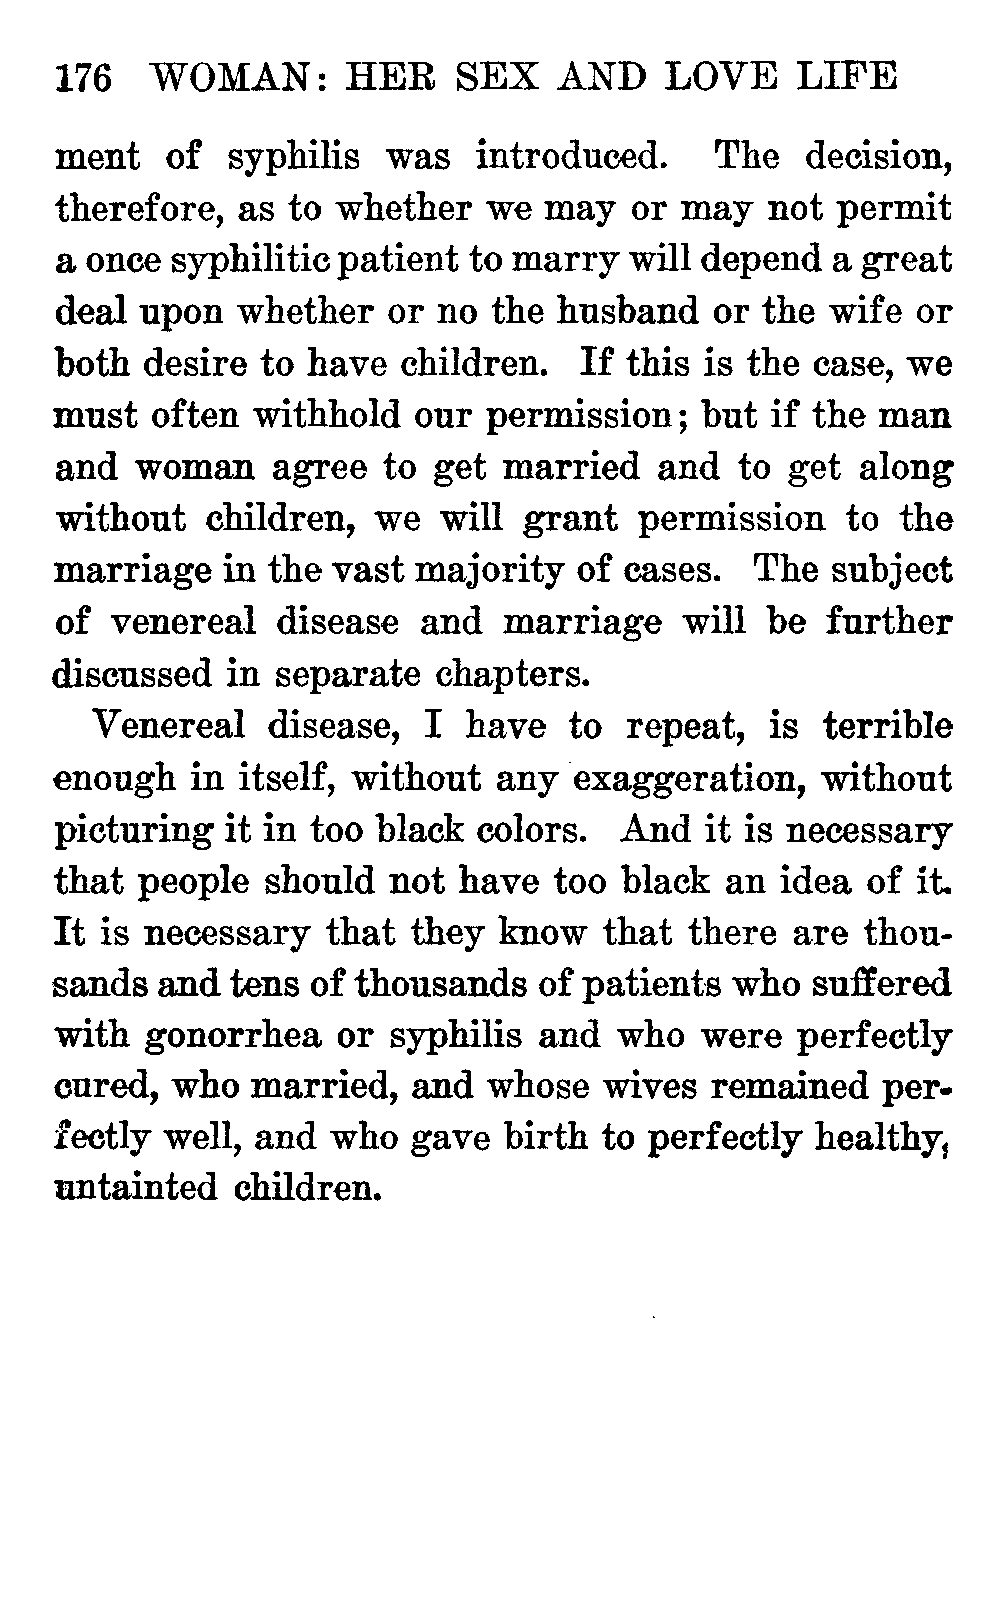 176 WOMAN: HER SEX AND LOVE LIFE
ment of syphilis was introduced. The decision,
therefore, as to whether we may or may not permit
a once syphilitic patient to marry will depend a great
deal upon whether or no the husband or the wife or
both desire to have children. If this is the case, we
must often withhold our permission; but if the man
and woman agree to get married and to get along
without children, we will grant permission to the
marriage in the vast majority of cases. The subject
of venereal disease and marriage will be further
discussed in separate chapters.
Venereal disease, I have to repeat, is terrible
enough in itself, without any exaggeration, without
picturing it in too black colors. And it is necessary
that people should not have too black an idea of it.
It is necessary that they know that there are thou-
sands and tens of thousands of patients who suffered
with gonorrhea or syphilis and who were perfectly
cured, who married, and whose wives remained per-
fectly well, and who gave birth to perfectly healthy,
untainted children.